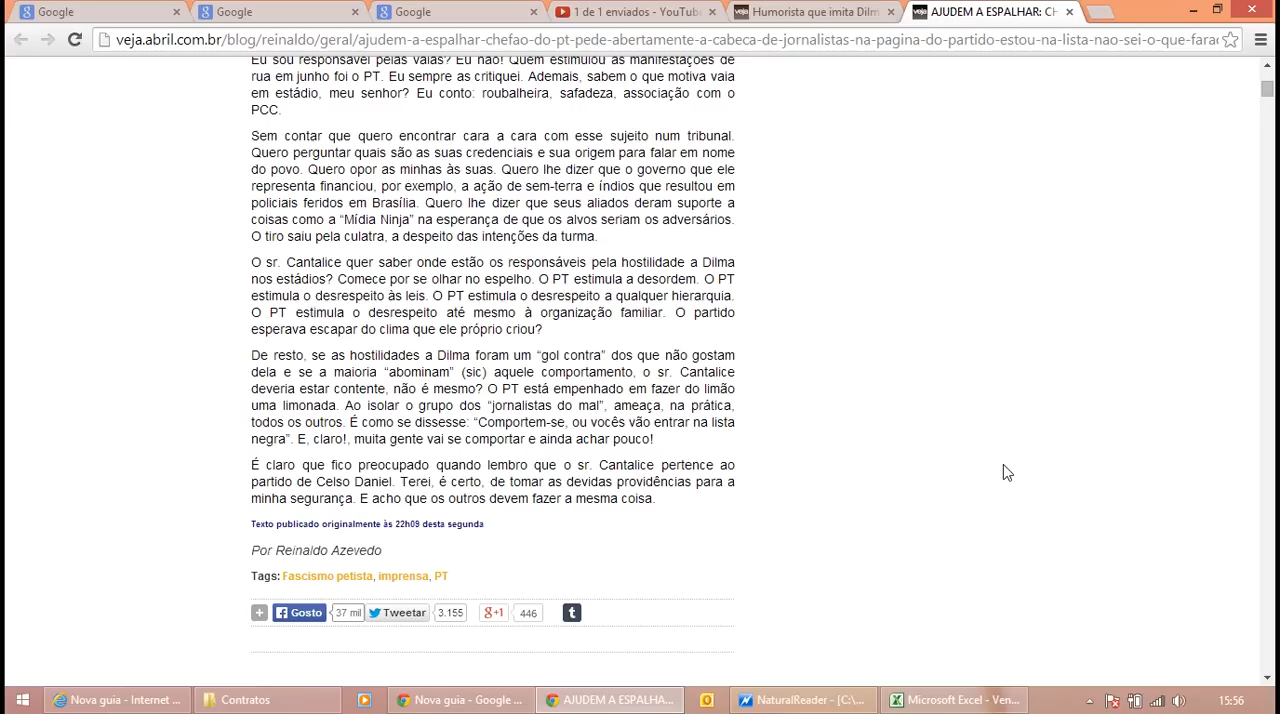 Google
Google
Google
1 de 1 enviados - YouTub
Humorista que imita Dilm
AJUDEM A ESPALHAR: CH
veja.abril.com.br/blog/reinaldo/geral/ajudem-a-espalhar-chefao-do-pt-pede-abertamente-a-cabeca-de-jornalistas-na-pagina-do-partido-estou-na-lista-nao-sei-o-que-farao
Eu sou responsável pelas vaias? Eu não! Quem estimulou as manifestações de
rua em junho foi o PT. Eu sempre as critiquei. Ademais, sabem o que motiva vaia
em estádio, meu senhor? Eu conto: roubalheira, safadeza, associação com o
PCC.
Sem contar que quero encontrar cara a cara com esse sujeito num tribunal.
Quero perguntar quais são as suas credenciais e sua origem para falar em nome
do povo. Quero opor as minhas às suas. Quero lhe dizer que o governo que ele
representa financiou, por exemplo, a ação de sem-terra e índios que resultou em
policiais feridos em Brasília. Quero lhe dizer que seus aliados deram suporte a
coisas como a “Mídia Ninja” na esperança de que os alvos seriam os adversários.
O tiro saiu pela culatra, a despeito das intenções da turma.
O sr. Cantalice quer saber onde estão os responsáveis pela hostilidade a Dilma
nos estádios? Comece por se olhar no espelho. O PT estimula a desordem. O PT
estimula o desrespeito às leis. O PT estimula o desrespeito a qualquer hierarquia.
O PT estimula o desrespeito até mesmo à organização familiar. O partido
esperava escapar do clima que ele próprio criou?
De resto, se as hostilidades a Dilma foram um “gol contra” dos que não gostam
dela e se a maioria “abominam” (sic) aquele comportamento, o sr. Cantalice
deveria estar contente, não é mesmo? O PT está empenhado em fazer do limão
uma limonada. Ao isolar o grupo dos “jornalistas do mal”, ameaça, na prática,
todos os outros. É como se dissesse: “Comportem-se, ou vocês vão entrar na lista
negra”. E, claro!, muita gente vai se comportar e ainda achar pouco!
É claro que fico preocupado quando lembro que o sr. Cantalice pertence ao
partido de Celso Daniel. Terei, é certo, de tomar as devidas providências para a
minha segurança. E acho que os outros devem fazer a mesma coisa.
Texto publicado originalmente às 22h09 desta segunda
Por Reinaldo Azevedo
Tags: Fascismo petista, imprensa, PT
Gosto 37 mil Tweetar 3.155 g+1 446 t
Nova guia - Internet ...
Contratos
Nova guia - Google ...
AJUDEM A ESPALHA...
NaturalReader - [C:\...
Microsoft Excel - Ven...
15:56